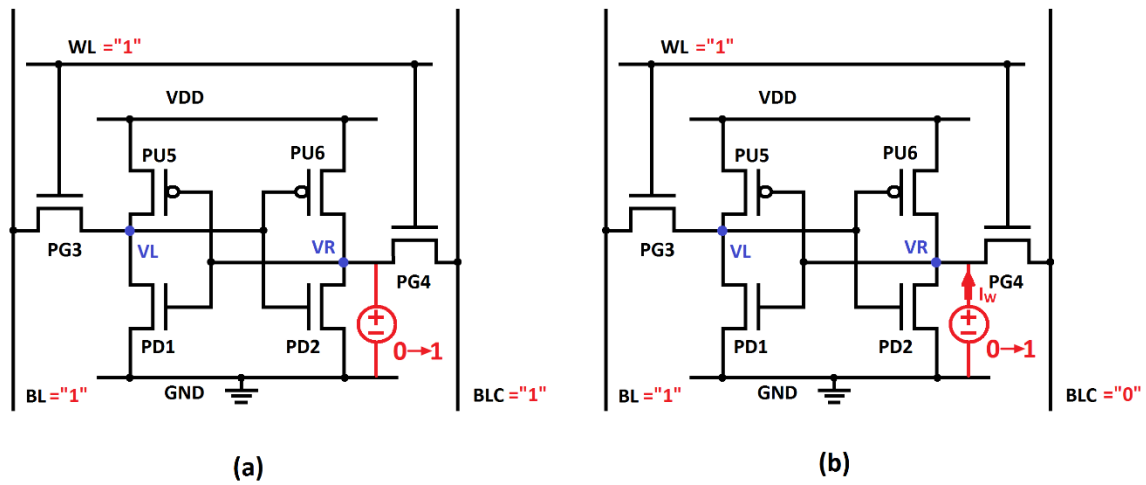 WL ="1"
VDD
PU5
PU6
PG3
VL
VR
PG4
PD1
PD2
0→1
BL ="1"
GND
BLC ="1"
(a)
WL ="1"
VDD
PU5
PU6
PG3
VL
VR
PG4
IW
PD1
PD2
0→1
BL ="1"
GND
BLC ="0"
(b)